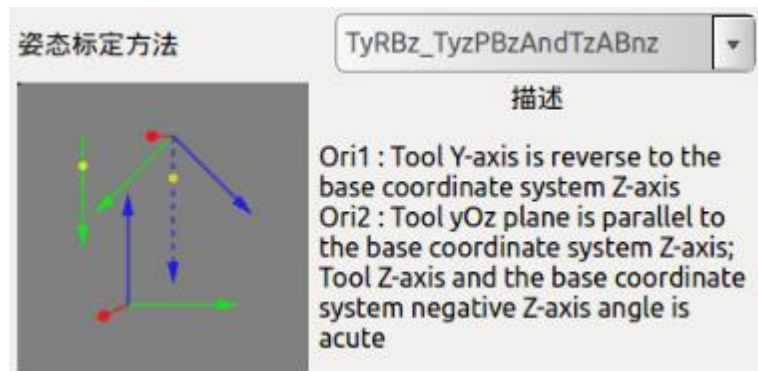 姿态标定方法
TyRBz_TyzPBzAndTzABnz
描述
Ori1 : Tool Y-axis is reverse to the
base coordinate system Z-axis
Ori2 : Tool yOz plane is parallel to
the base coordinate system Z-axis;
Tool Z-axis and the base coordinate
system negative Z-axis angle is
acute